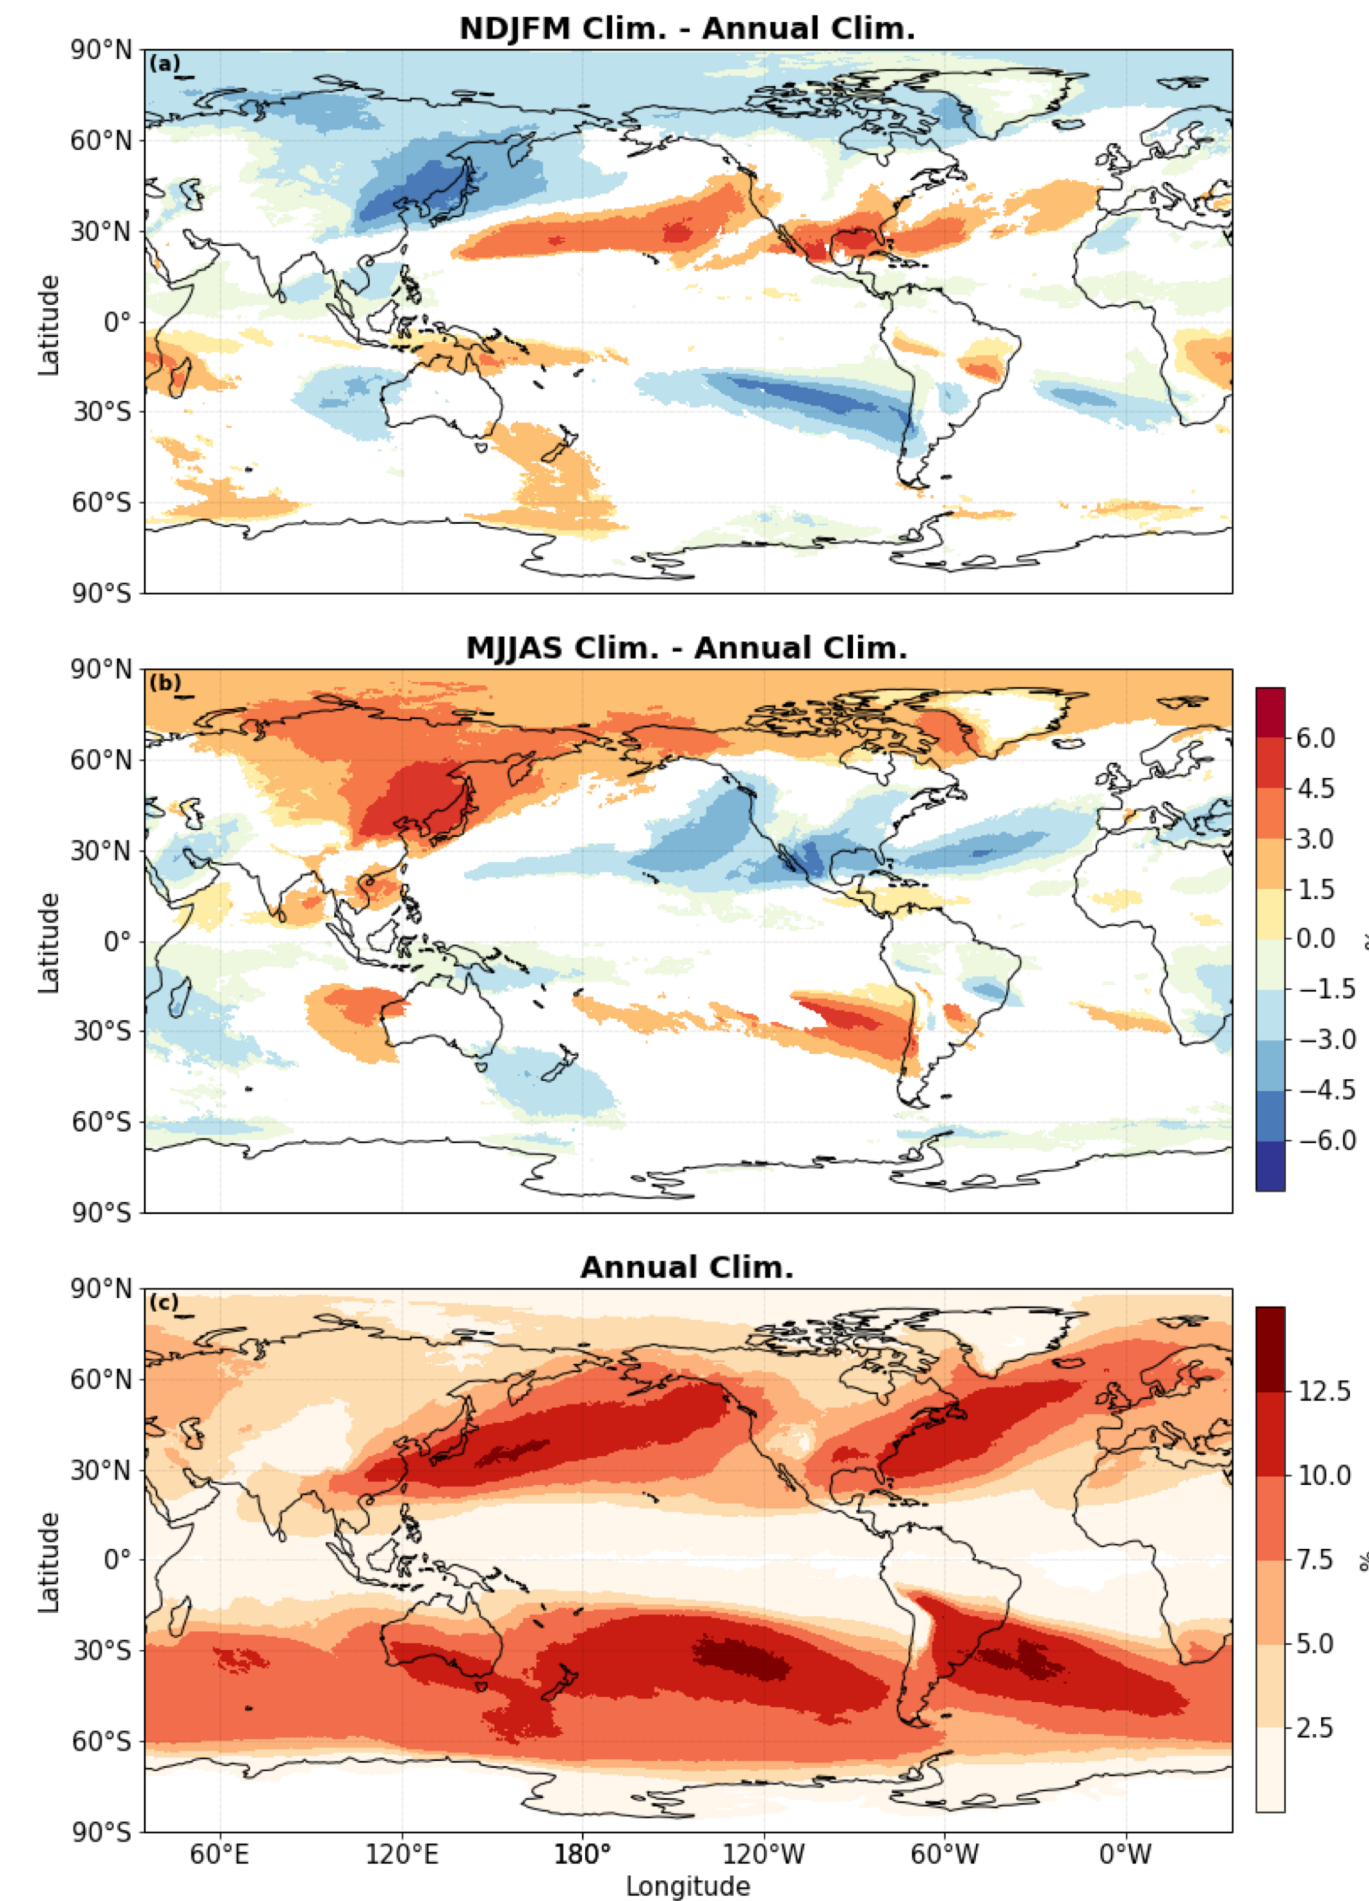 NDJFM Clim. - Annual Clim.
(a)
90°N
60°N
30°N
0°
30°S
60°S
90°S
Latitude
MJJAS Clim. - Annual Clim.
(b)
90°N
60°N
30°N
0°
30°S
60°S
90°S
Latitude
6.0
4.5
3.0
1.5
0.0
−1.5
−3.0
−4.5
−6.0
%
Annual Clim.
(c)
90°N
60°N
30°N
0°
30°S
60°S
90°S
Latitude
12.5
10.0
7.5
5.0
2.5
%
60°E 120°E 180° 120°W 60°W 0°W
Longitude